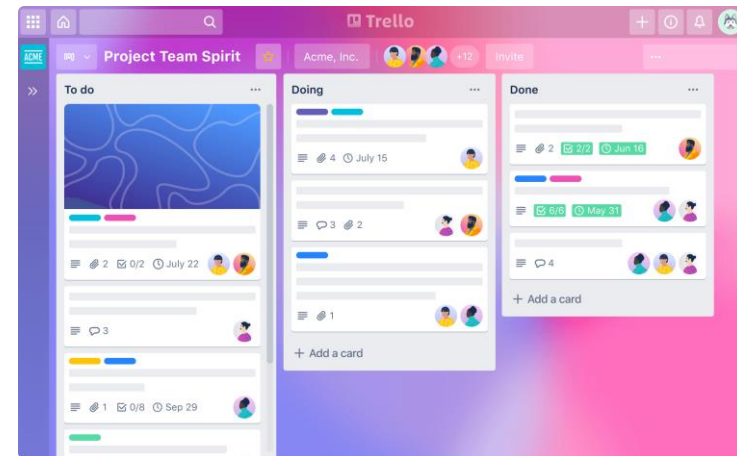 Trello
ACME
Project Team Spirit
Acme, Inc.
+12
Invite
To do
2 0/2 July 22
3
1 0/8 Sep 29
Doing
4 July 15
3 2
1
+ Add a card
Done
2 2/2 Jun 16
6/6 May 31
4
+ Add a card